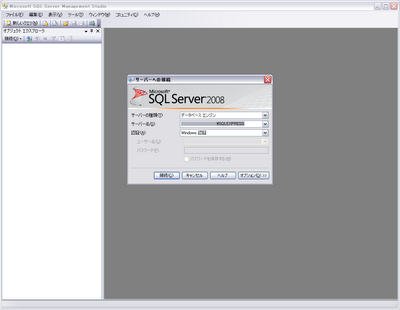 Microsoft SQL Server Management Studio
ファイル(F) 編集(E) 表示(V) ツール(T) ウィンドウ(W) コミュニティ(C) ヘルプ(H)
新しいクエリ(N)
オブジェクト エクスプローラ
接続(O)
サーバーへの接続
Microsoft
SQL Server 2008
サーバーの種類(T): データベース エンジン
サーバー名(S): \SQLEXPRESS
認証(A): Windows 認証
ユーザー名(U):
パスワード(P):
パスワードを保存する(M)
接続(C) キャンセル ヘルプ オプション(O) >>